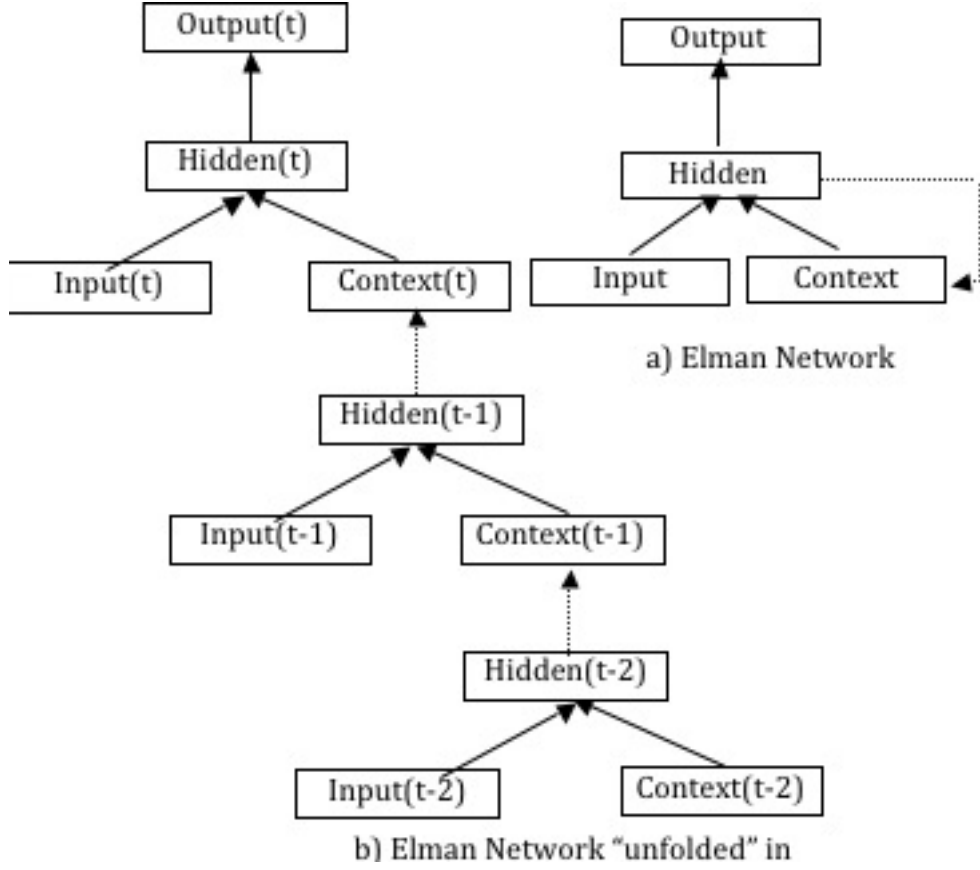 Output(t)
Output
Hidden(t)
Hidden
Input(t)
Context(t)
Input
Context
a) Elman Network
Hidden(t-1)
Input(t-1)
Context(t-1)
Hidden(t-2)
Input(t-2)
Context(t-2)
b) Elman Network “unfolded” in